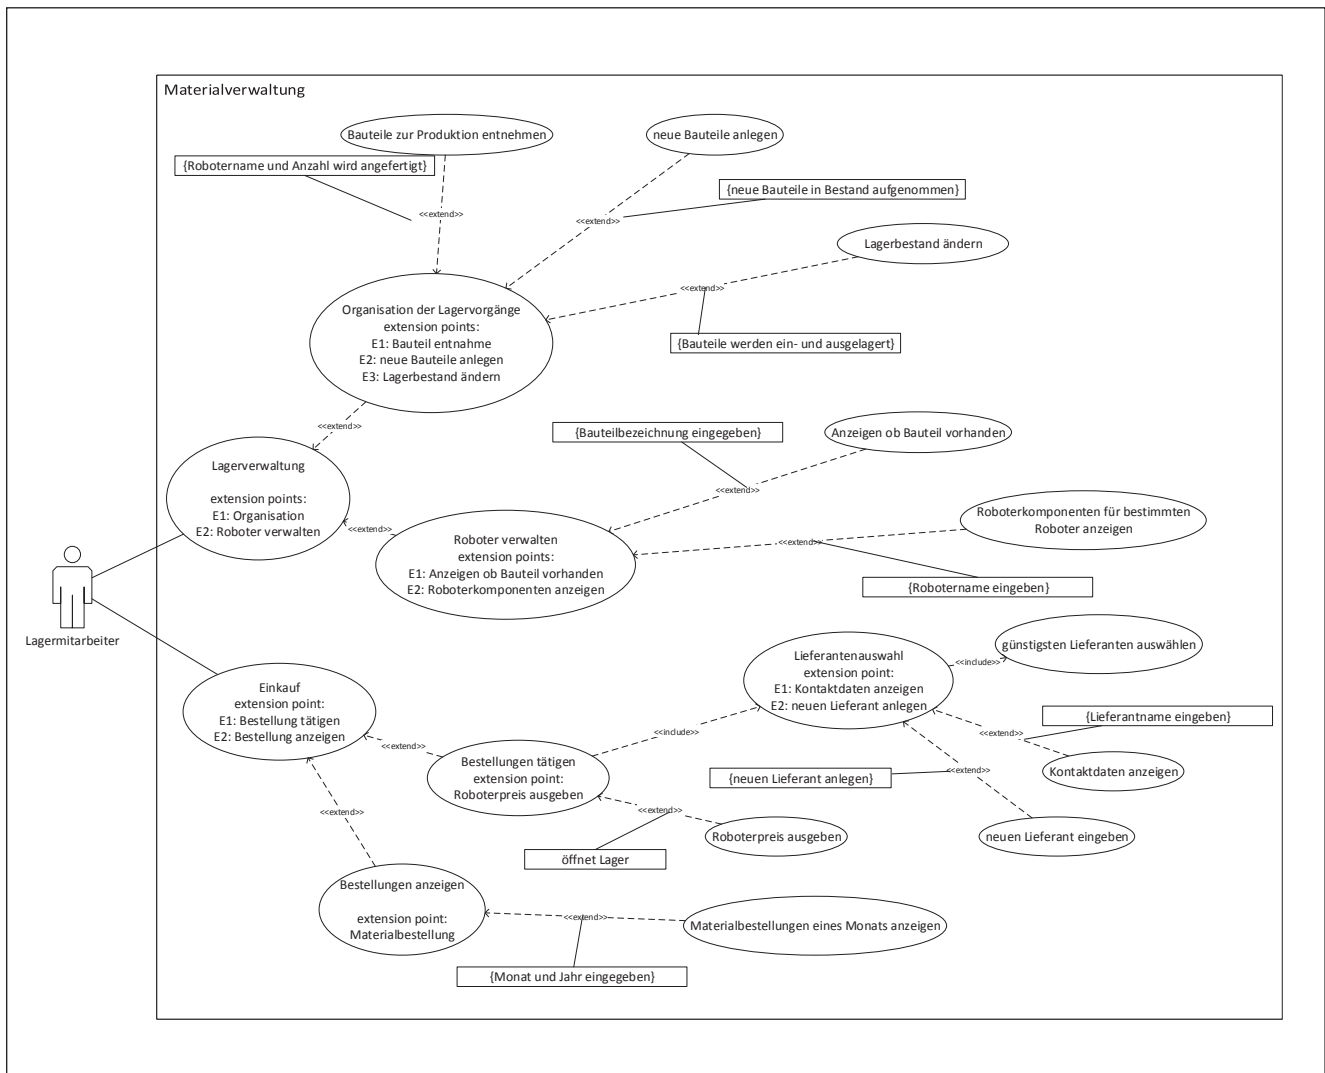 Materialverwaltung
Bauteile zur Produktion entnehmen
neue Bauteile anlegen
{Robotername und Anzahl wird angefertigt}
{neue Bauteile in Bestand aufgenommen}
<<extend>>
<<extend>>
Lagerbestand ändern
<<extend>>
Organisation der Lagervorgänge
extension points:
E1: Bauteil entnahme
E2: neue Bauteile anlegen
E3: Lagerbestand ändern
{Bauteile werden ein- und ausgelagert}
<<extend>>
{Bauteilbezeichnung eingegeben}
Anzeigen ob Bauteil vorhanden
Lagerverwaltung
extension points:
E1: Organisation
E2: Roboter verwalten
<<extend>>
<<extend>>
Roboter verwalten
extension points:
E1: Anzeigen ob Bauteil vorhanden
E2: Roboterkomponenten anzeigen
Roboterkomponenten für bestimmten
Roboter anzeigen
<<extend>>
{Robotername eingeben}
Lagermitarbeiter
Einkauf
extension point:
E1: Bestellung tätigen
E2: Bestellung anzeigen
Lieferantenauswahl
extension point:
E1: Kontaktdaten anzeigen
E2: neuen Lieferant anlegen
günstigsten Lieferanten auswählen
<<include>>
{Lieferantname eingeben}
<<extend>>
<<include>>
<<extend>>
Bestellungen tätigen
extension point:
Roboterpreis ausgeben
{neuen Lieferant anlegen}
<<extend>>
Kontaktdaten anzeigen
<<extend>>
<<extend>>
Roboterpreis ausgeben
neuen Lieferant eingeben
öffnet Lager
Bestellungen anzeigen
extension point:
Materialbestellung
<<extend>>
Materialbestellungen eines Monats anzeigen
{Monat und Jahr eingegeben}